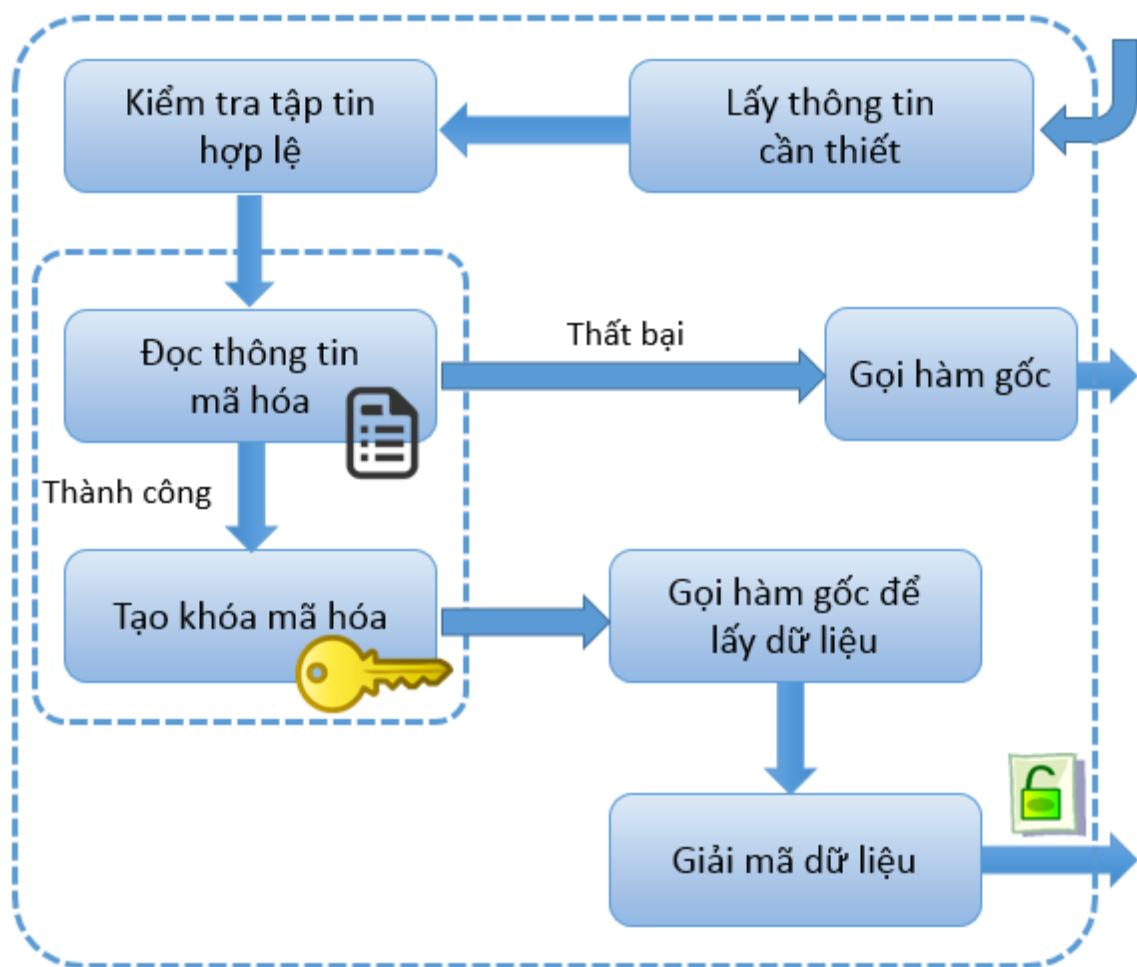 Kiểm tra tập tin
hợp lệ
Lấy thông tin
cần thiết
Đọc thông tin
mã hóa
Thất bại
Gọi hàm gốc
Thành công
Tạo khóa mã hóa
Gọi hàm gốc để
lấy dữ liệu
Giải mã dữ liệu